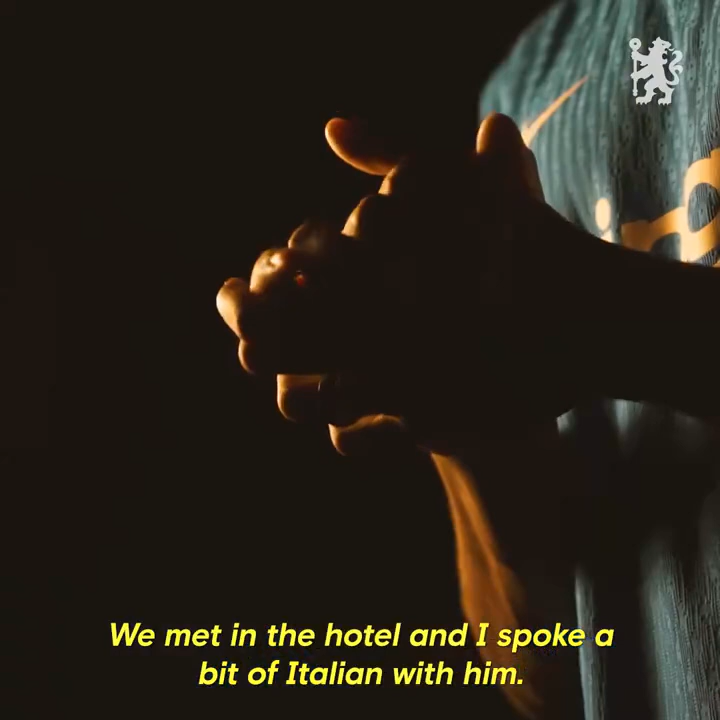 We met in the hotel and I spoke a
bit of Italian with him.